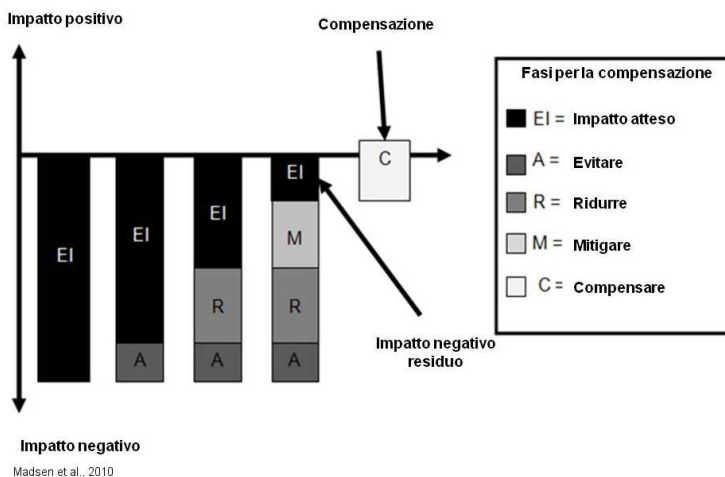 Impatto positivo
Compensazione
EI
EI
A
EI
R
A
EI
M
R
A
C
Impatto negativo
residuo
Impatto negativo
Madsen et al., 2010
Fasi per la compensazione
EI = Impatto atteso
A = Evitare
R = Ridurre
M = Mitigare
C = Compensare